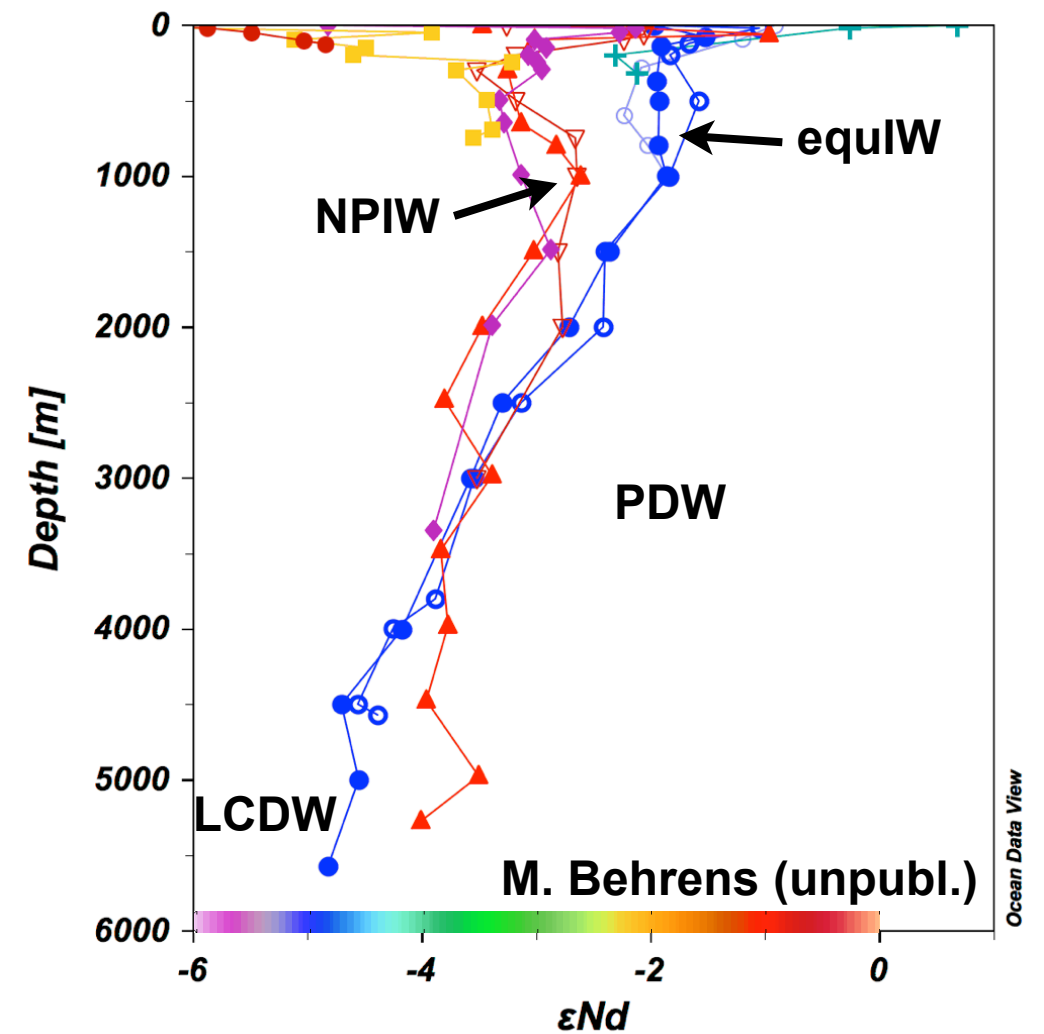 0
1000
2000
3000
4000
5000
6000
Depth [m]
equIW
NPIW
PDW
LCDW
M. Behrens (unpubl.)
Ocean Data View
-6 -4 -2 0
εNd